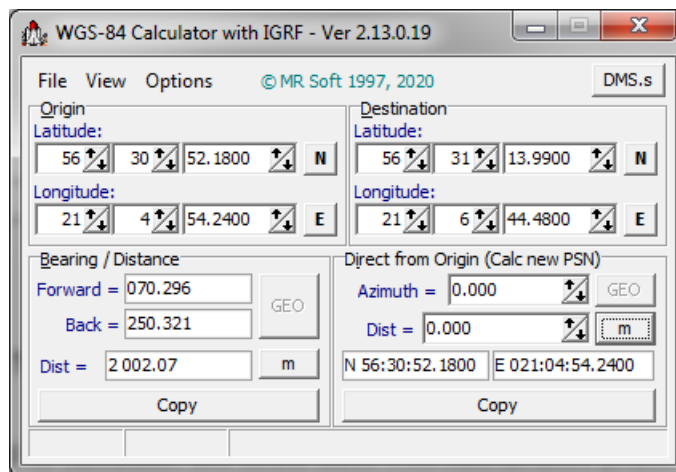 WGS-84 Calculator with IGRF - Ver 2.13.0.19
File View Options © MR Soft 1997, 2020 DMS.s
Origin
Latitude:
56 30 52.1800 N
Longitude:
21 4 54.2400 E
Destination
Latitude:
56 31 13.9900 N
Longitude:
21 6 44.4800 E
Bearing / Distance
Forward = 070.296
GEO
Back = 250.321
Dist = 2 002.07 m
Copy
Direct from Origin (Calc new PSN)
Azimuth = 0.000 GEO
Dist = 0.000 m
N 56:30:52.1800 E 021:04:54.2400
Copy